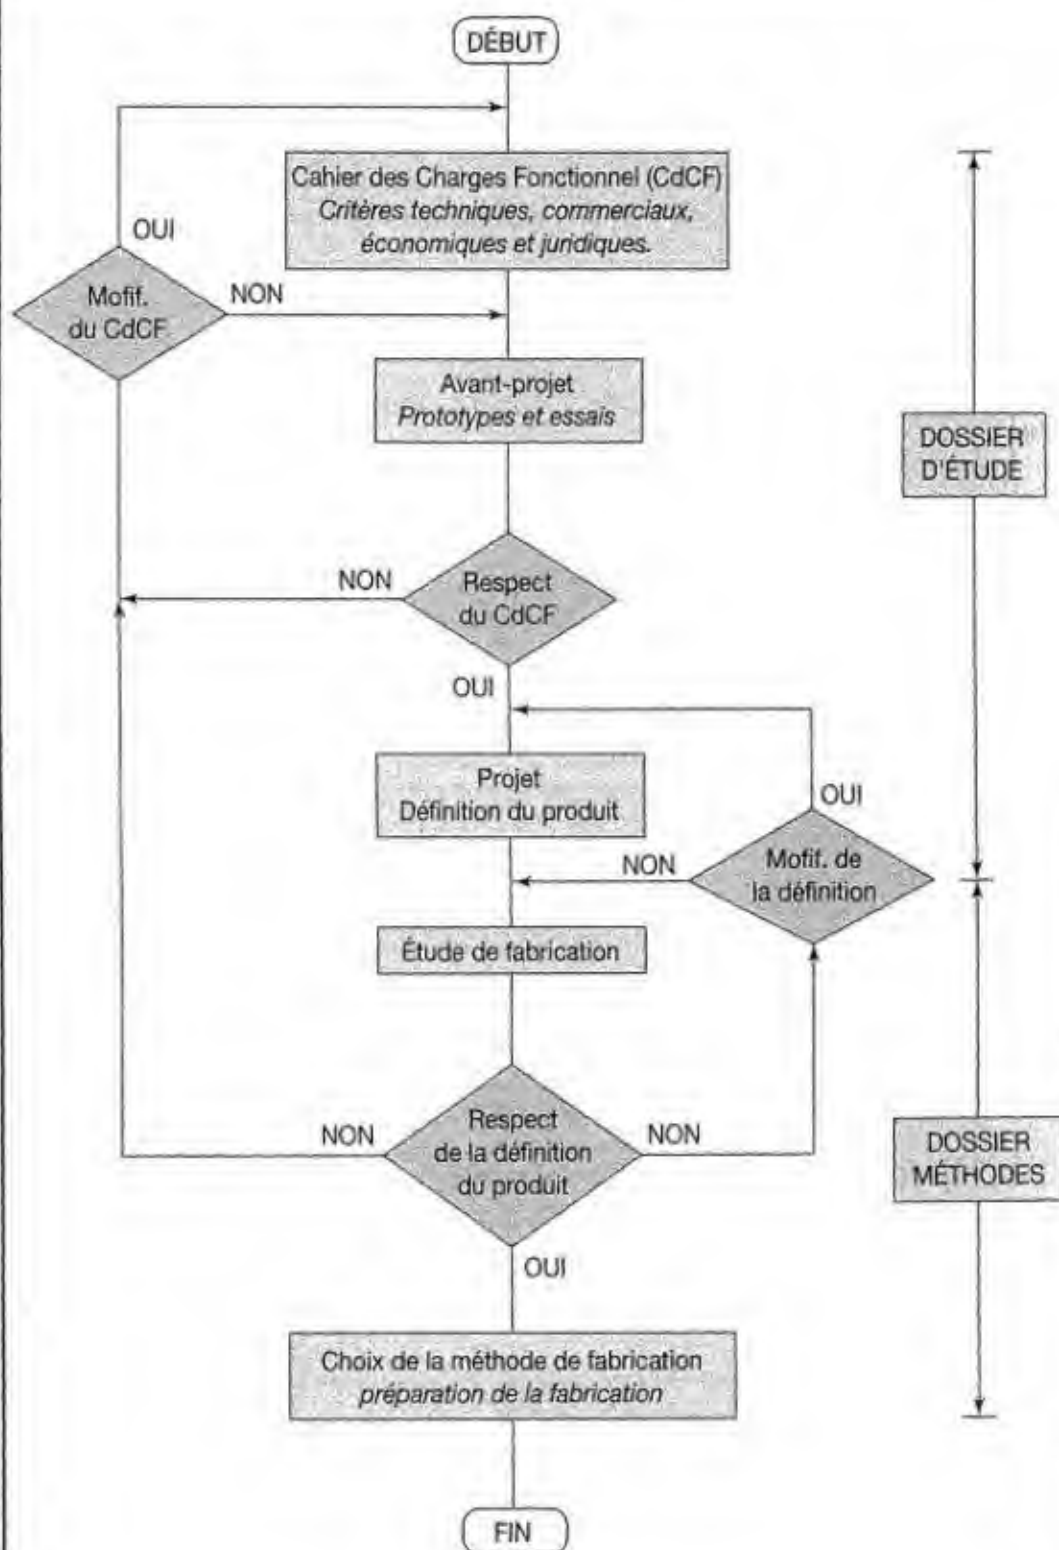 DÉBUT
Cahier des Charges Fonctionnel (CdCF)
Critères techniques, commerciaux,
économiques et juridiques.
OUI
Mofif.
du CdCF
NON
Avant-projet
Prototypes et essais
DOSSIER
D'ÉTUDE
NON
Respect
du CdCF
OUI
Projet
Définition du produit
OUI
NON
Mofif. de
la définition
Étude de fabrication
NON
Respect
de la définition
du produit
NON
DOSSIER
MÉTHODES
OUI
Choix de la méthode de fabrication
préparation de la fabrication
FIN